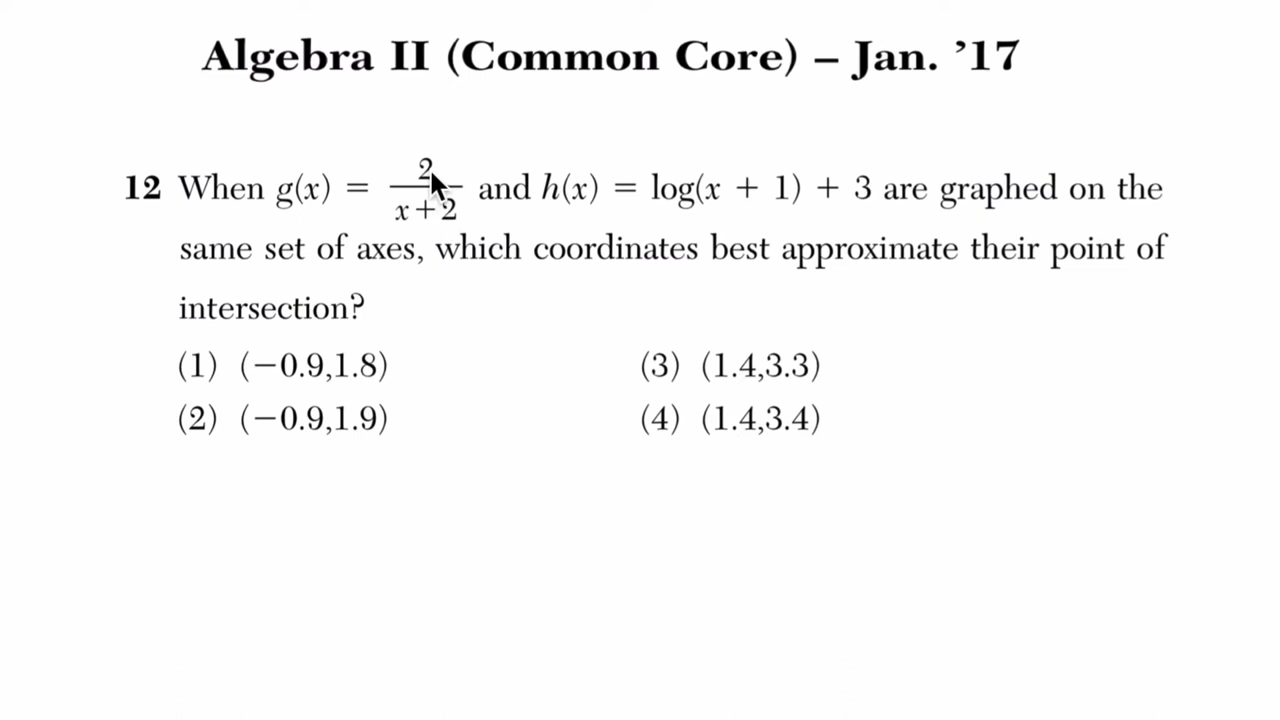 Algebra II (Common Core) – Jan. ’17
12 When g(x) = 2/(x + 2) and h(x) = log(x + 1) + 3 are graphed on the
same set of axes, which coordinates best approximate their point of
intersection?
(1) (−0.9,1.8) (3) (1.4,3.3)
(2) (−0.9,1.9) (4) (1.4,3.4)